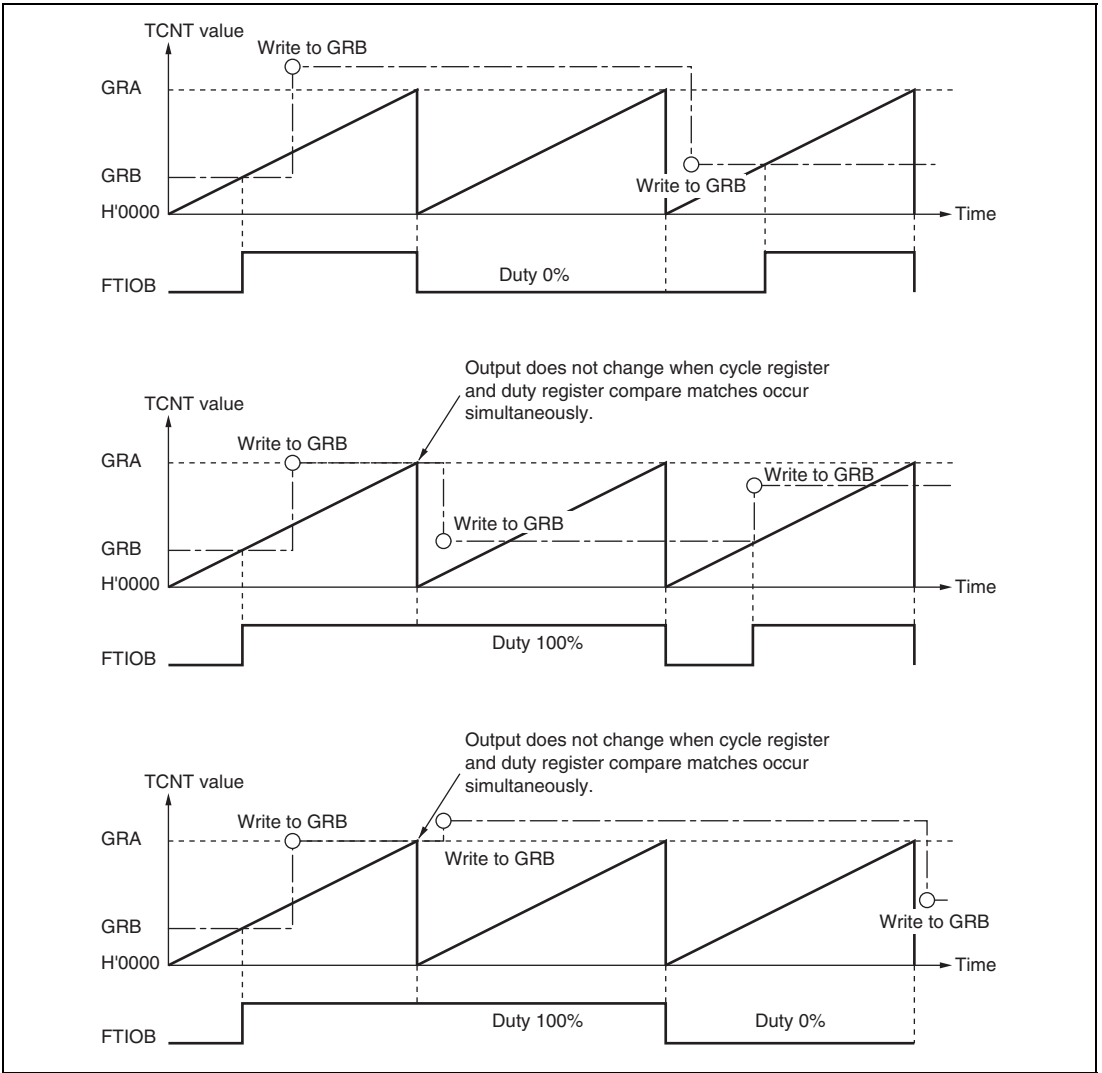 TCNT value
Write to GRB
GRA
GRB
Write to GRB
H'0000
Time
Duty 0%
FTIOB
Output does not change when cycle register
and duty register compare matches occur
simultaneously.
TCNT value
Write to GRB
GRA
Write to GRB
Write to GRB
GRB
H'0000
Time
Duty 100%
FTIOB
Output does not change when cycle register
and duty register compare matches occur
simultaneously.
TCNT value
Write to GRB
GRA
Write to GRB
GRB
Write to GRB
H'0000
Time
Duty 100%
Duty 0%
FTIOB